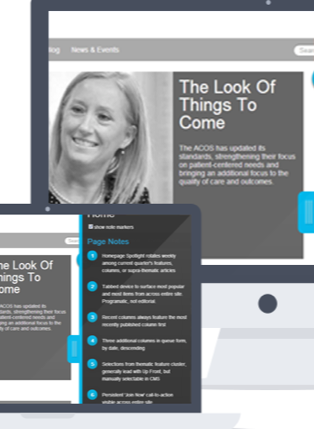 log News & Events
Sear
The Look Of
Things To
Come
The ACOS has updated its
standards, strengthening their focus
on patient-centered needs and
bringing an additional focus to the
quality of care and outcomes.
Home
show note markers
Sear
Page Notes
he Look Of
hings To
ome
ACOS has updated its
dards, strengthening their focus
atient-centered needs and
ging an additional focus to the
ity of care and outcomes.
1 Homepage Spotlight rotates weekly
among current quarter's features,
columns, or supra-thematic articles
2 Tabbed device to surface most popular
and most items from across entire site.
Programatic, not editorial.
3 Recent columns always feature the most
recently published column first
4 Three additional columns in queue form,
by date, descending
5 Selections from thematic feature cluster,
generally lead with Up Front, but
manually selectable in CMS
6 Persistent 'Join Now' call-to-action
visible across entire site